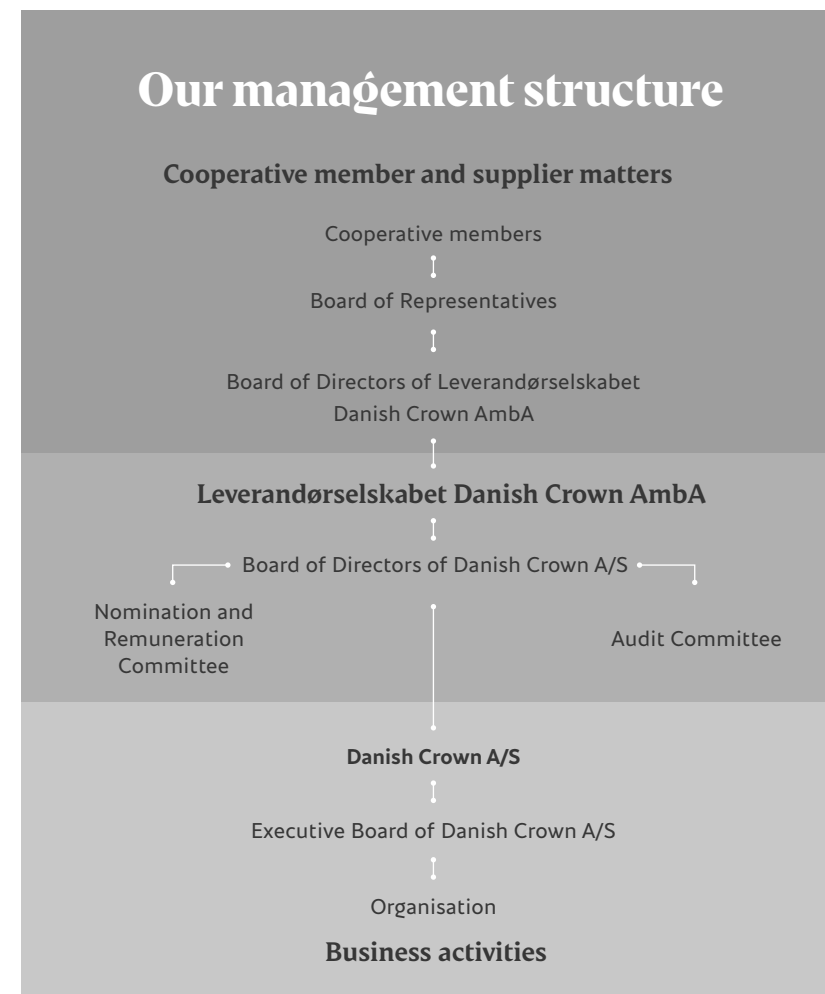 Our management structure
Cooperative member and supplier matters
Cooperative members
Board of Representatives
Board of Directors of Leverandørselskabet
Danish Crown AmbA
Leverandørselskabet Danish Crown AmbA
Board of Directors of Danish Crown A/S
Nomination and
Remuneration
Committee
Audit Committee
Danish Crown A/S
Executive Board of Danish Crown A/S
Organisation
Business activities